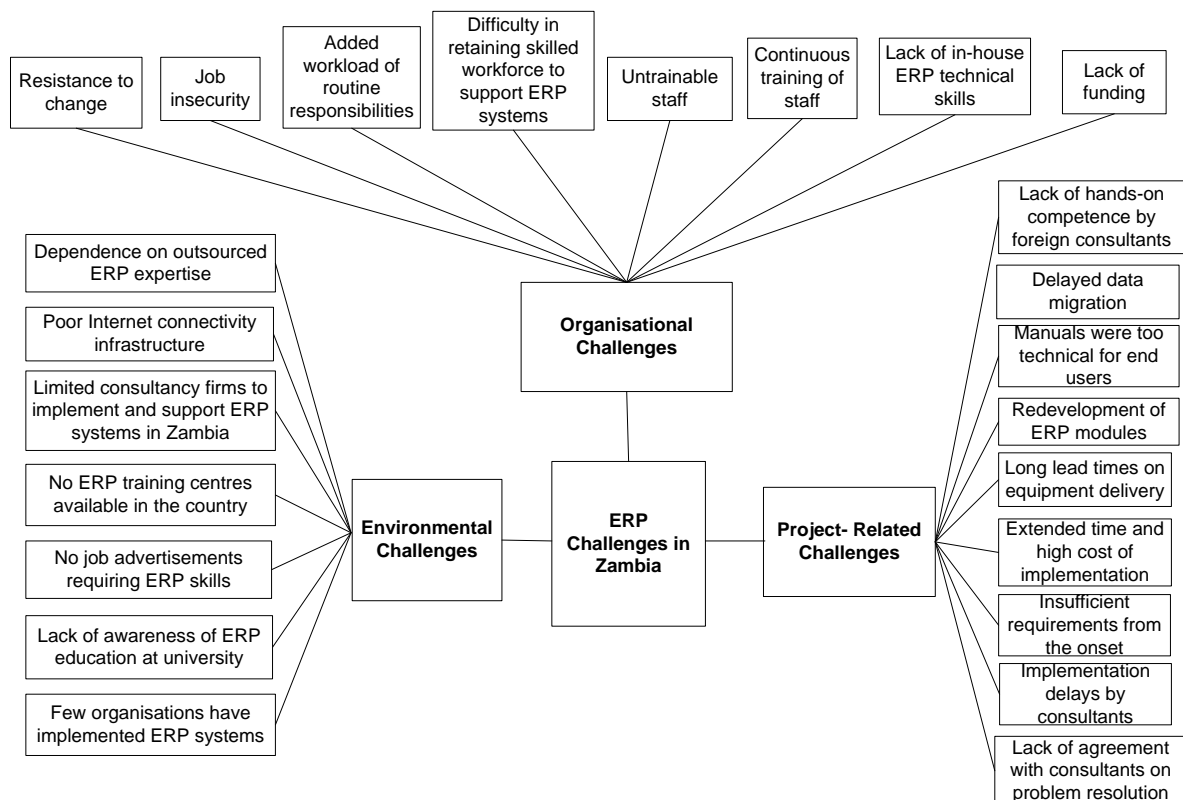 Resistance to
change
Job
insecurity
Added
workload of
routine
responsibilities
Difficulty in
retaining skilled
workforce to
support ERP
systems
Untrainable
staff
Continuous
training of
staff
Lack of in-house
ERP technical
skills
Lack of
funding
Dependence on outsourced
ERP expertise
Poor Internet connectivity
infrastructure
Limited consultancy firms to
implement and support ERP
systems in Zambia
No ERP training centres
available in the country
No job advertisements
requiring ERP skills
Lack of awareness of ERP
education at university
Few organisations have
implemented ERP systems
Environmental
Challenges
Organisational
Challenges
ERP
Challenges in
Zambia
Project- Related
Challenges
Lack of hands-on
competence by
foreign consultants
Delayed data
migration
Manuals were too
technical for end
users
Redevelopment of
ERP modules
Long lead times on
equipment delivery
Extended time and
high cost of
implementation
Insufficient
requirements from
the onset
Implementation
delays by
consultants
Lack of agreement
with consultants on
problem resolution